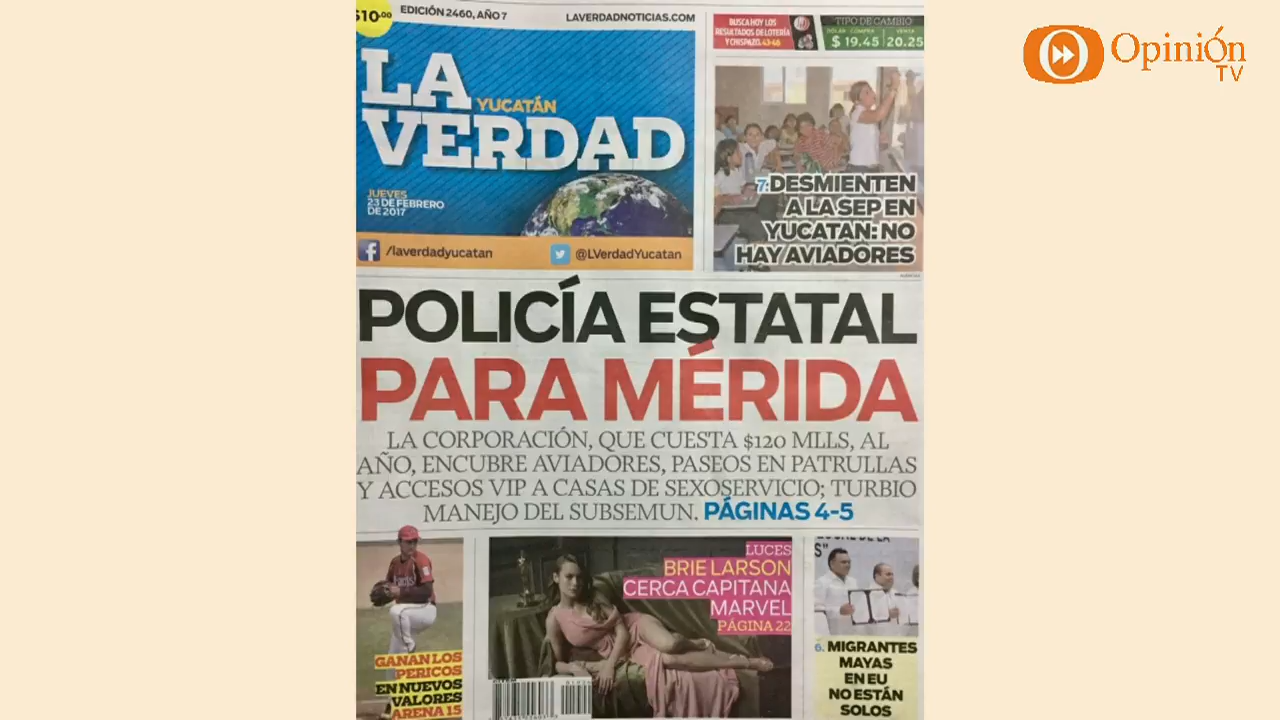 $10.00
EDICIÓN 2460, AÑO 7
LAVERDADNOTICIAS.COM
LA
YUCATÁN
VERDAD
JUEVES
23 DE FEBRERO
DE 2017
/laverdadyucatan
@LVerdadYucatan
BUSCA HOY LOS
RESULTADOS DE LOTERÍA
Y CHISPAZO. 43-46
TIPO DE CAMBIO
DÓLAR COMPRA VENTA
$ 19.45 20.25
7. DESMIENTEN
A LA SEP EN
YUCATAN: NO
HAY AVIADORES
Opinión
TV
POLICÍA ESTATAL
PARA MÉRIDA
LA CORPORACIÓN, QUE CUESTA $120 MLLS, AL
AÑO, ENCUBRE AVIADORES, PASEOS EN PATRULLAS
Y ACCESOS VIP A CASAS DE SEXOSERVICIO; TURBIO
MANEJO DEL SUBSEMUN. PÁGINAS 4-5
GANAN LOS
PERICOS
EN NUEVOS
VALORES
ARENA 15
LUCES
BRIE LARSON
CERCA CAPITANA
MARVEL
PÁGINA 22
6. MIGRANTES
MAYAS
EN EU
NO ESTÁN
SOLOS